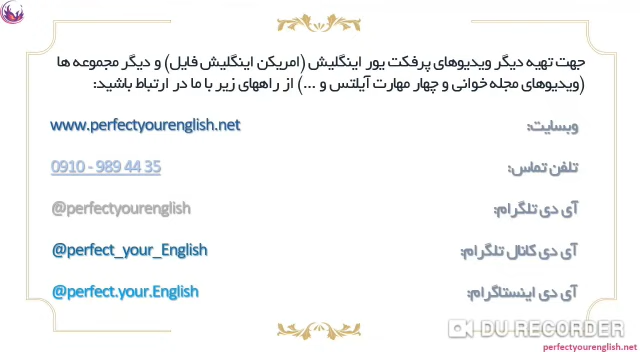 جهت تهیه دیگر ویدیوهای پرفکت یور اینگلیش (امریکن اینگلیش فایل) و دیگر مجموعه ها
(ویدیوهای مجله خوانی و چهار مهارت آیلتس و ...) از راههای زیر با ما در ارتباط باشید:
وبسایت: www.perfectyourenglish.net
تلفن تماس: 0910 - 989 44 35
آی دی تلگرام: @perfectyourenglish
آی دی کانال تلگرام: @perfect_your_English
آی دی اینستاگرام: @perfect.your.English
DU RECORDER
perfectyourenglish.net